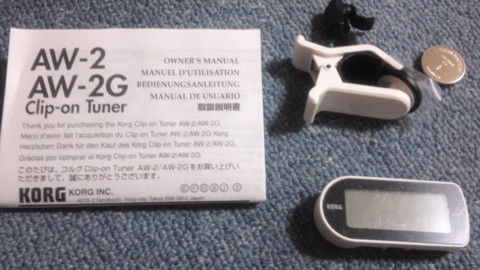 AW-2
AW-2G
Clip-on Tuner
OWNER'S MANUAL
MANUEL D'UTILISATION
BEDIENUNGSANLEITUNG
MANUAL DE USUARIO
取扱説明書
Thank you for purchasing the Korg Clip-on Tuner AW-2/AW-2G.
Merci d'avoir fait l'acquisition du Clip-on Tuner AW-2/AW-2G Korg.
Herzlichen Dank für den Kauf des Korg Clip-On Tuner AW-2/AW-2G.
Gracias por comprar el Korg Clip-On Tuner AW-2/AW-2G.
このたびは、コルグ Clip-on Tuner AW-2/AW-2Gをお買い上げい
ただきまして、誠にありがとうございます。
KORG KORG INC.
E F G S J
KORG